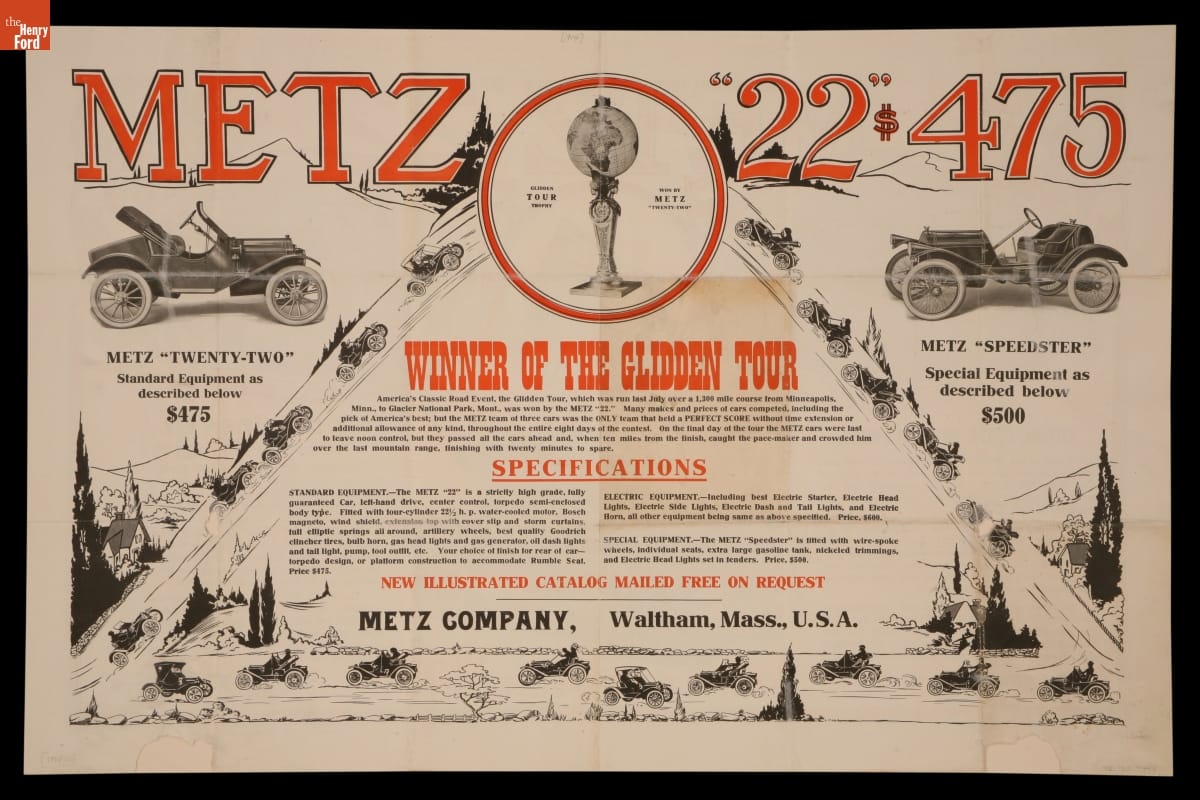 the
Henry
Ford
METZ "22" $475
GLIDDEN
TOUR
TROPHY
WON BY
METZ
"TWENTY-TWO"
METZ "TWENTY-TWO"
Standard Equipment as
described below
$475
METZ "SPEEDSTER"
Special Equipment as
described below
$500
WINNER OF THE GLIDDEN TOUR
America's Classic Road Event, the Glidden Tour, which was run last July over a 1,300 mile course from Minneapolis,
Minn., to Glacier National Park, Mont., was won by the METZ "22." Many makes and prices of cars competed, including the
pick of America's best; but the METZ team of three cars was the ONLY team that held a PERFECT SCORE without time extension or
additional allowance of any kind, throughout the entire eight days of the contest. On the final day of the tour the METZ cars were last
to leave noon control, but they passed all the cars ahead and, when ten miles from the finish, caught the pace-maker and crowded him
over the last mountain range, finishing with twenty minutes to spare.
SPECIFICATIONS
STANDARD EQUIPMENT.—The METZ "22" is a strictly high grade, fully
guaranteed Car, left-hand drive, center control, torpedo semi-enclosed
body type. Fitted with four-cylinder 22½ h. p. water-cooled motor, Bosch
magneto, wind shield, extension top with cover slip and storm curtains,
full elliptic springs all around, artillery wheels, best quality Goodrich
clincher tires, bulb horn, gas head lights and gas generator, oil dash lights
and tail light, pump, tool outfit, etc. Your choice of finish for rear of car—
torpedo design, or platform construction to accommodate Rumble Seat.
Price $475.
ELECTRIC EQUIPMENT.—Including best Electric Starter, Electric Head
Lights, Electric Side Lights, Electric Dash and Tail Lights, and Electric
Horn, all other equipment being same as above specified. Price, $600.
SPECIAL EQUIPMENT.—The METZ "Speedster" is fitted with wire-spoke
wheels, individual seats, extra large gasoline tank, nickeled trimmings,
and Electric Head Lights set in fenders. Price, $500.
NEW ILLUSTRATED CATALOG MAILED FREE ON REQUEST
METZ COMPANY, Waltham, Mass., U.S.A.